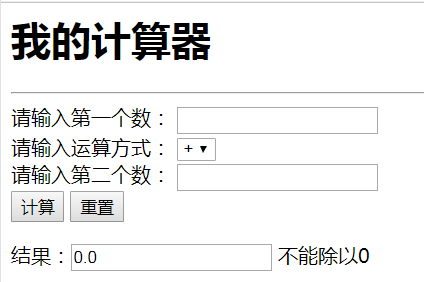 我的计算器
请输入第一个数：
请输入运算方式： + ▼
请输入第二个数：
计算 重置
结果：0.0 不能除以0